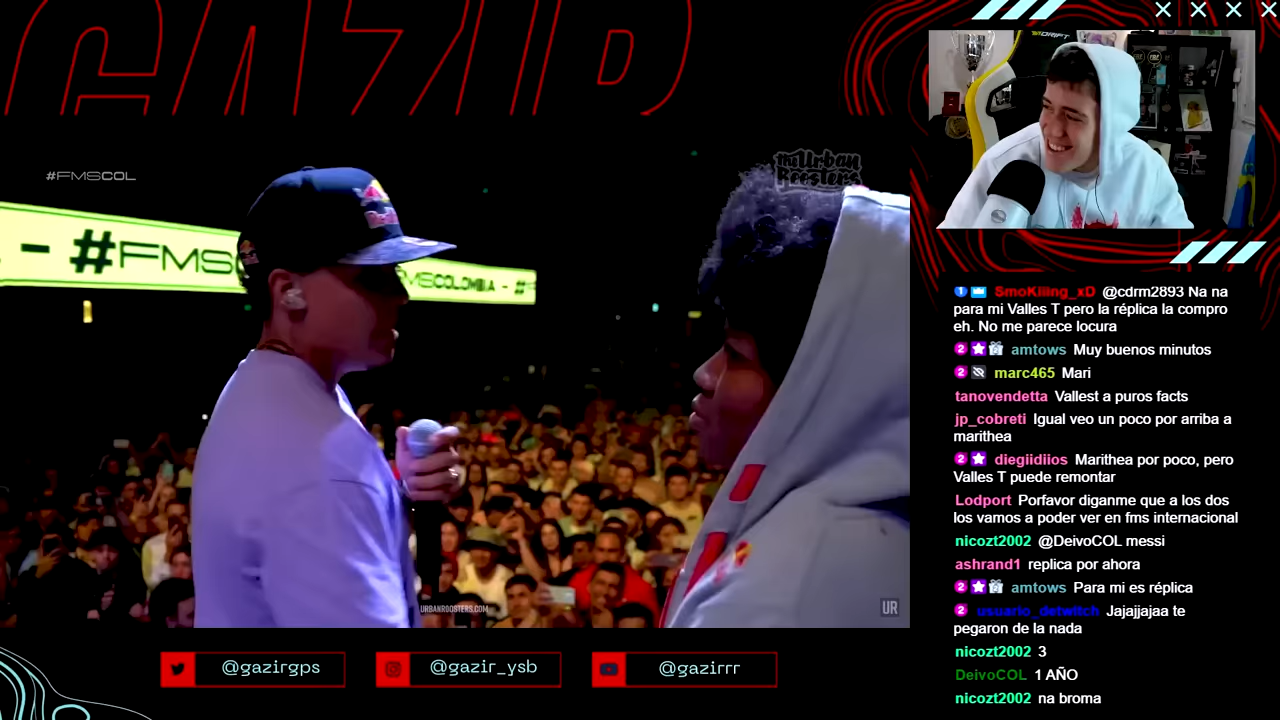 GAZIR
#FMSCOL
the Urban
Roosters
- #FMS
FMSCOLOMBIA - #
URBANROOSTERS.COM
UR
@gazirgps
@gazir_ysb
@gazirrr
DRIFT
SmoKiiing_xD @cdrm2893 Na na
para mi Valles T pero la réplica la compro
eh. No me parece locura
amtows Muy buenos minutos
marc465 Mari
tanovendetta Vallest a puros facts
jp_cobreti Igual veo un poco por arriba a
marithea
diegiidiios Marithea por poco, pero
Valles T puede remontar
Lodport Porfavor diganme que a los dos
los vamos a poder ver en fms internacional
nicozt2002 @DeivoCOL messi
ashrand1 replica por ahora
amtows Para mi es réplica
usuario_detwitch Jajajjajaa te
pegaron de la nada
nicozt2002 3
DeivoCOL 1 AÑO
nicozt2002 na broma